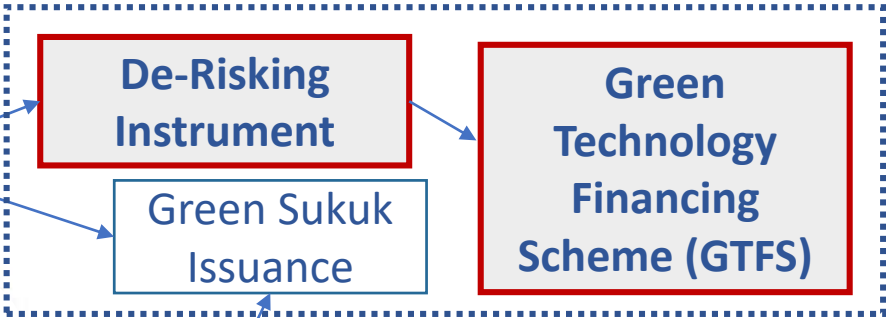 De-Risking
Instrument
Green Sukuk
Issuance
Green
Technology
Financing
Scheme (GTFS)